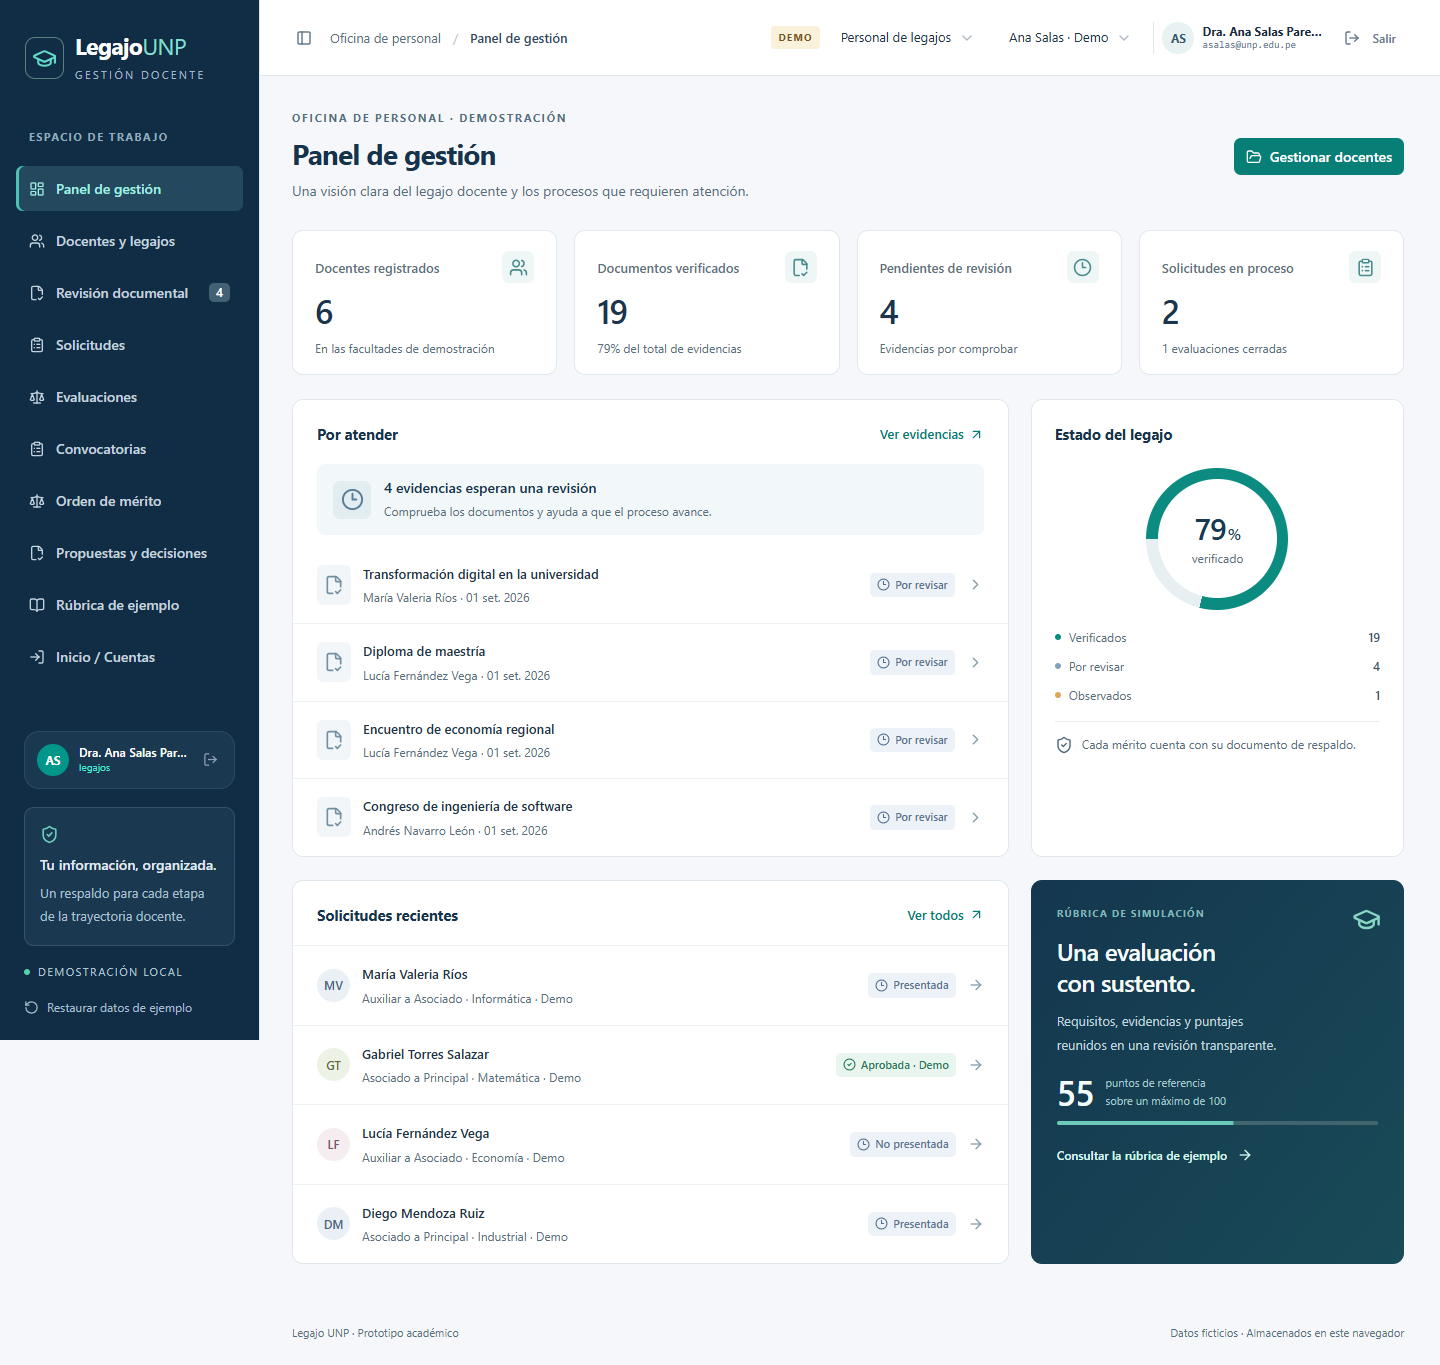 LegajoUNP
GESTIÓN DOCENTE
ESPACIO DE TRABAJO
Panel de gestión
Docentes y legajos
Revisión documental 4
Solicitudes
Evaluaciones
Convocatorias
Orden de mérito
Propuestas y decisiones
Rúbrica de ejemplo
Inicio / Cuentas
AS Dra. Ana Salas Par...
legajos
Tu información, organizada.
Un respaldo para cada etapa
de la trayectoria docente.
DEMOSTRACIÓN LOCAL
Restaurar datos de ejemplo
Oficina de personal / Panel de gestión
DEMO
Personal de legajos
Ana Salas · Demo
AS Dra. Ana Salas Pare...
asalas@unp.edu.pe
Salir
OFICINA DE PERSONAL · DEMOSTRACIÓN
Panel de gestión
Una visión clara del legajo docente y los procesos que requieren atención.
Gestionar docentes
Docentes registrados
6
En las facultades de demostración
Documentos verificados
19
79% del total de evidencias
Pendientes de revisión
4
Evidencias por comprobar
Solicitudes en proceso
2
1 evaluaciones cerradas
Por atender
Ver evidencias
4 evidencias esperan una revisión
Comprueba los documentos y ayuda a que el proceso avance.
Transformación digital en la universidad
María Valeria Ríos · 01 set. 2026
Por revisar
Diploma de maestría
Lucía Fernández Vega · 01 set. 2026
Por revisar
Encuentro de economía regional
Lucía Fernández Vega · 01 set. 2026
Por revisar
Congreso de ingeniería de software
Andrés Navarro León · 01 set. 2026
Por revisar
Estado del legajo
79%
verificado
Verificados 19
Por revisar 4
Observados 1
Cada mérito cuenta con su documento de respaldo.
Solicitudes recientes
Ver todos
MV María Valeria Ríos
Auxiliar a Asociado · Informática · Demo
Presentada
GT Gabriel Torres Salazar
Asociado a Principal · Matemática · Demo
Aprobada · Demo
LF Lucía Fernández Vega
Auxiliar a Asociado · Economía · Demo
No presentada
DM Diego Mendoza Ruiz
Asociado a Principal · Industrial · Demo
Presentada
RÚBRICA DE SIMULACIÓN
Una evaluación
con sustento.
Requisitos, evidencias y puntajes
reunidos en una revisión transparente.
55 puntos de referencia
sobre un máximo de 100
Consultar la rúbrica de ejemplo
Legajo UNP · Prototipo académico
Datos ficticios · Almacenados en este navegador